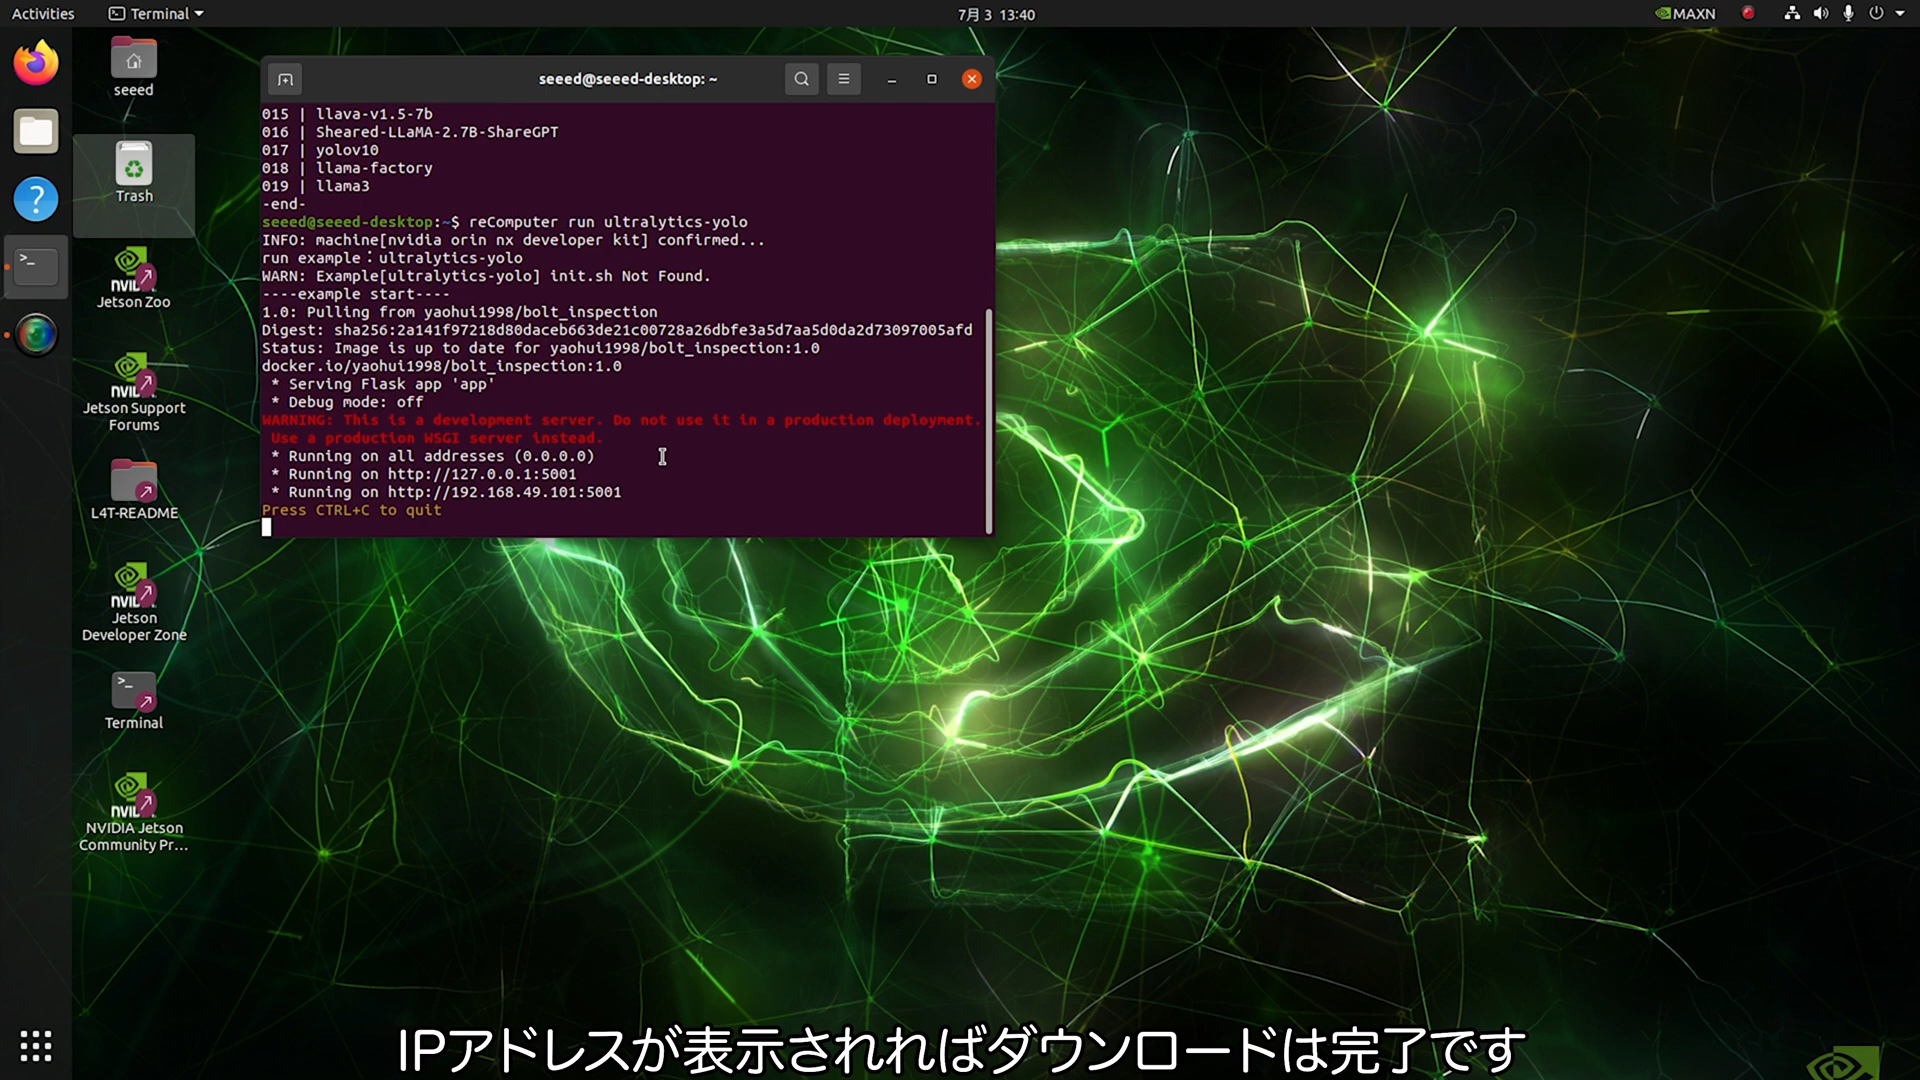 Activities
Terminal
7月 3 13:40
MAXN
seeed
Trash
Jetson Zoo
Jetson Support
Forums
L4T-README
Jetson
Developer Zone
Terminal
NVIDIA Jetson
Community Pr...
seeed@seeed-desktop: ~
015 | llava-v1.5-7b
016 | Sheared-LLaMA-2.7B-ShareGPT
017 | yolov10
018 | llama-factory
019 | llama3
-end-
seeed@seeed-desktop:~$ reComputer run ultralytics-yolo
INFO: machine[nvidia orin nx developer kit] confirmed...
run example：ultralytics-yolo
WARN: Example[ultralytics-yolo] init.sh Not Found.
----example start----
1.0: Pulling from yaohui1998/bolt_inspection
Digest: sha256:2a141f97218d80daceb663de21c00728a26dbfe3a5d7aa5d0da2d73097005afd
Status: Image is up to date for yaohui1998/bolt_inspection:1.0
docker.io/yaohui1998/bolt_inspection:1.0
* Serving Flask app 'app'
* Debug mode: off
WARNING: This is a development server. Do not use it in a production deployment.
Use a production WSGI server instead.
* Running on all addresses (0.0.0.0)
* Running on http://127.0.0.1:5001
* Running on http://192.168.49.101:5001
Press CTRL+C to quit
IPアドレスが表示されればダウンロードは完了です